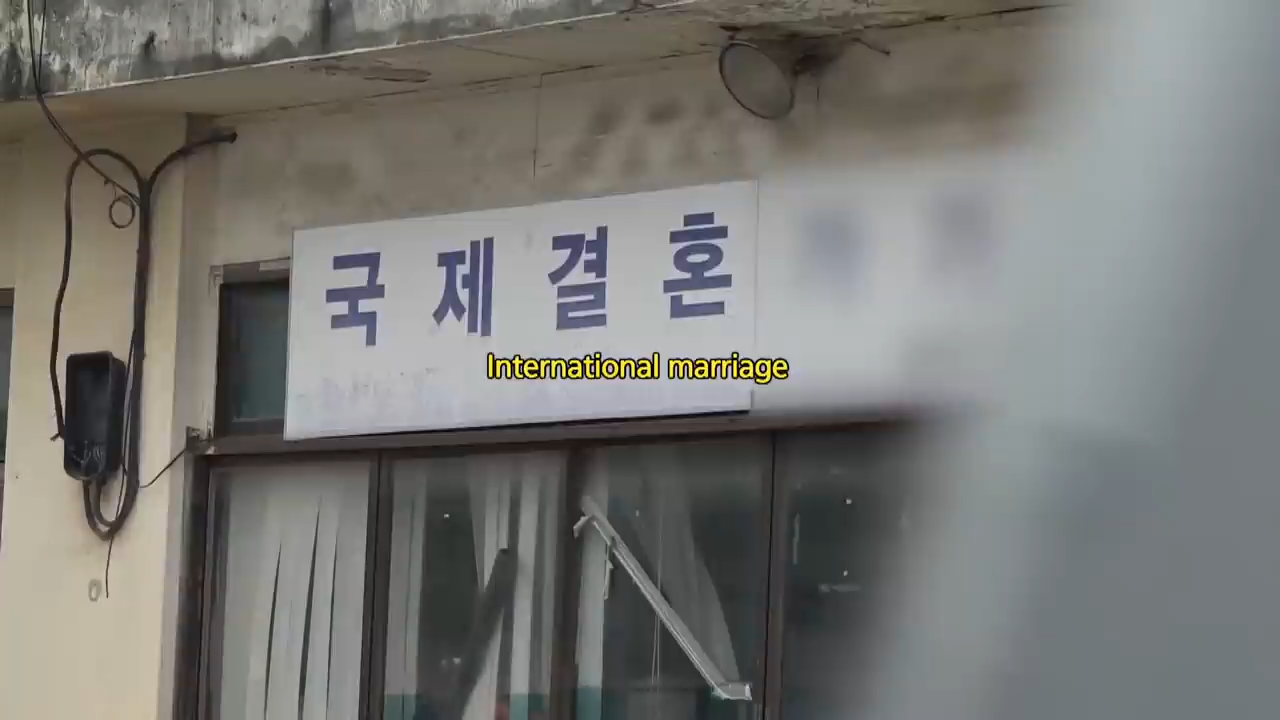 국제결혼
International marriage